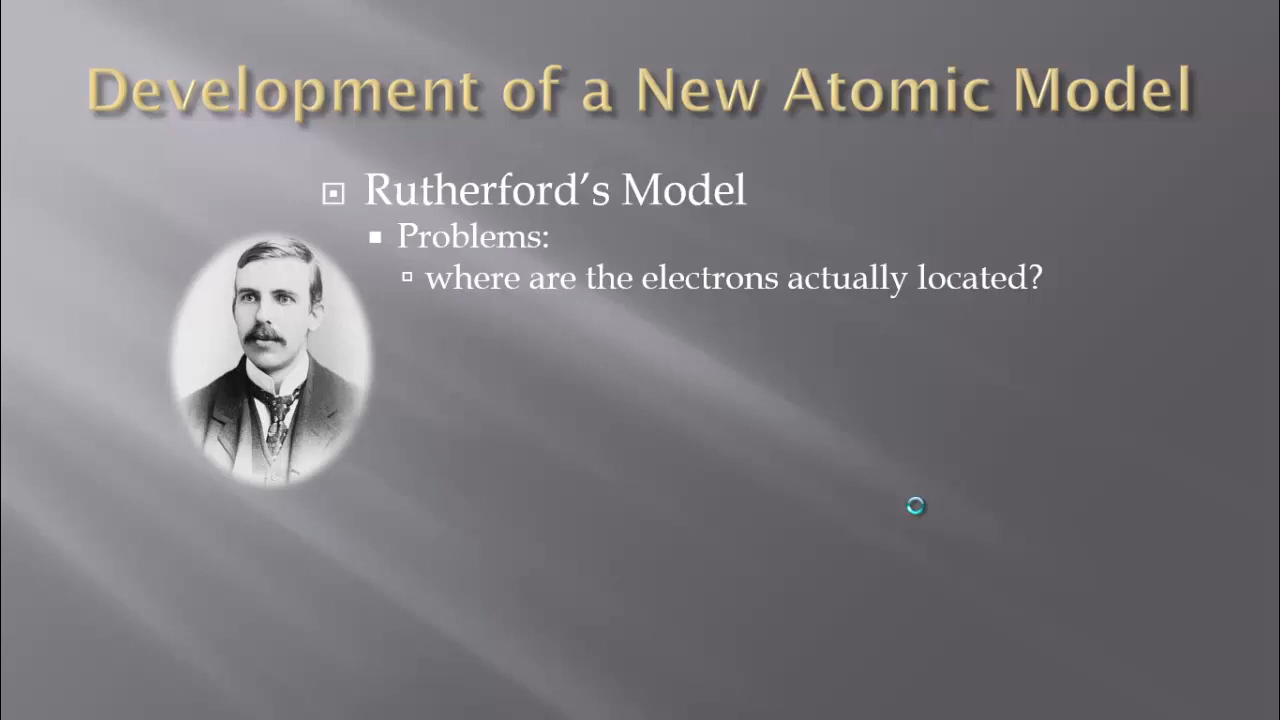 Development of a New Atomic Model
Rutherford’s Model
Problems:
where are the electrons actually located?